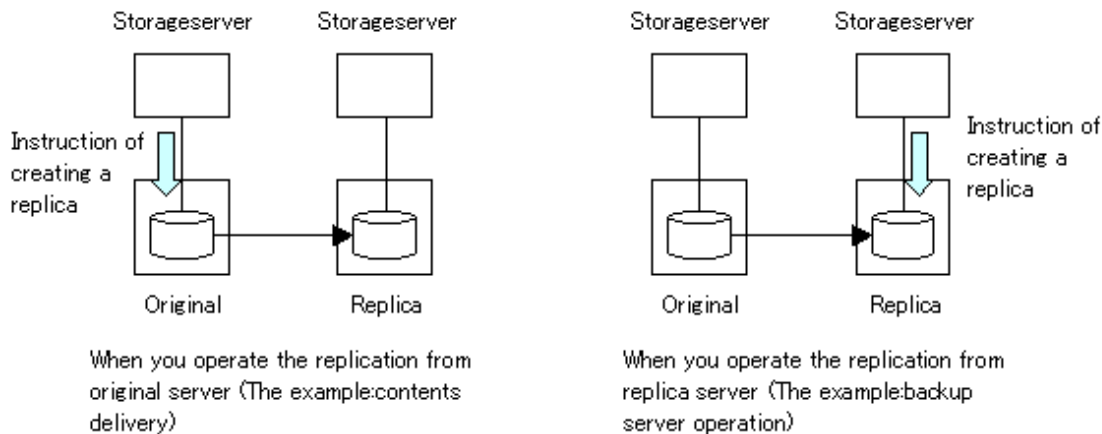 Storageserver
Storageserver
Instruction of
creating a
replica
Original
Replica
When you operate the replication from
original server (The example:contents
delivery)
Storageserver
Storageserver
Instruction of
creating a
replica
Original
Replica
When you operate the replication from
replica server (The example:backup
server operation)